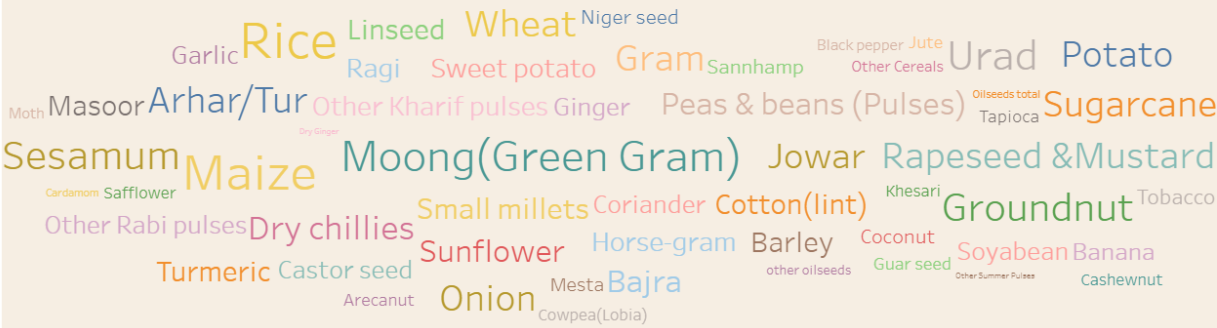 Niger seed
Wheat
Linseed
Rice
Garlic
Ragi
Sweet potato
Gram
Sannhamp
Black pepper
Jute
Other Cereals
Urad
Potato
Moth
Masoor
Arhar/Tur
Other Kharif pulses
Ginger
Peas & beans (Pulses)
Oilseeds total
Tapioca
Sugarcane
Dry Ginger
Sesamum
Maize
Moong(Green Gram)
Jowar
Rapeseed &Mustard
Cardamom
Safflower
Khesari
Groundnut
Tobacco
Small millets
Coriander
Cotton(lint)
Other Rabi pulses
Dry chillies
Sunflower
Horse-gram
Barley
Coconut
Soyabean
Banana
Turmeric
Castor seed
other oilseeds
Guar seed
Other Summer Pulses
Cashewnut
Mesta
Bajra
Arecanut
Onion
Cowpea(Lobia)